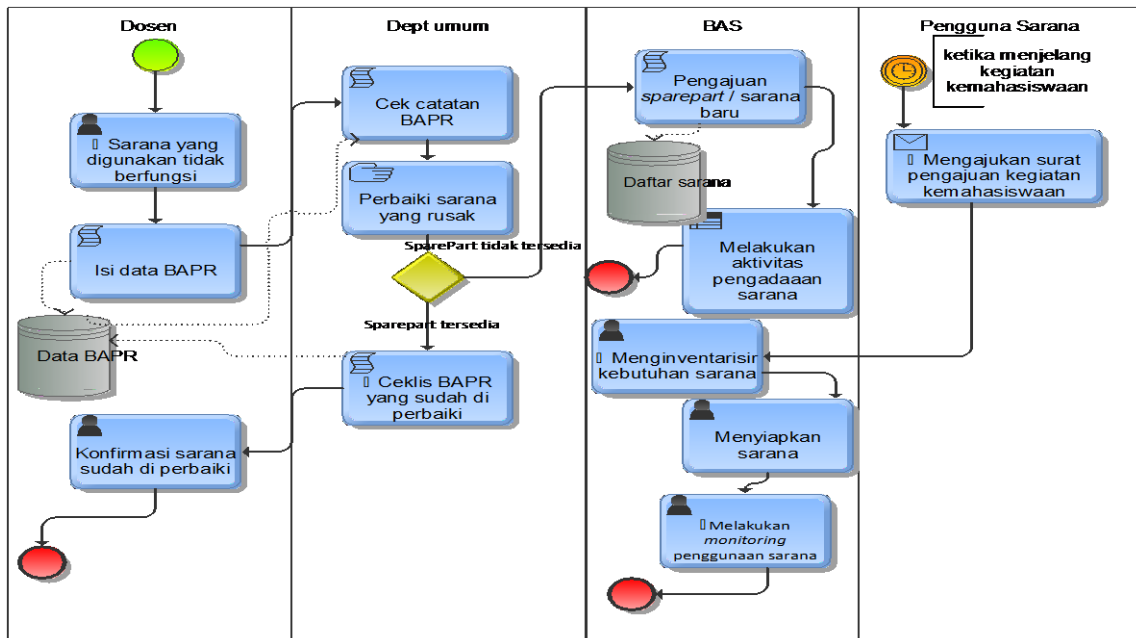 Dosen
Dept umum
BAS
Pengguna Sarana
Sarana yang
digunakan tidak
berfungsi
Isi data BAPR
Data BAPR
Konfirmasi sarana
sudah di perbaiki
Cek catatan
BAPR
Perbaiki sarana
yang rusak
SparePart tidak tersedia
Sparepart tersedia
Ceklis BAPR
yang sudah di
perbaiki
Pengajuan
sparepart / sarana
baru
Daftar sarana
Melakukan
aktivitas
pengadaaan
sarana
Menginventarisir
kebutuhan sarana
Menyiapkan
sarana
Melakukan
monitoring
penggunaan sarana
ketika menjelang
kegiatan
kemahasiswaan
Mengajukan surat
pengajuan kegiatan
kemahasiswaan